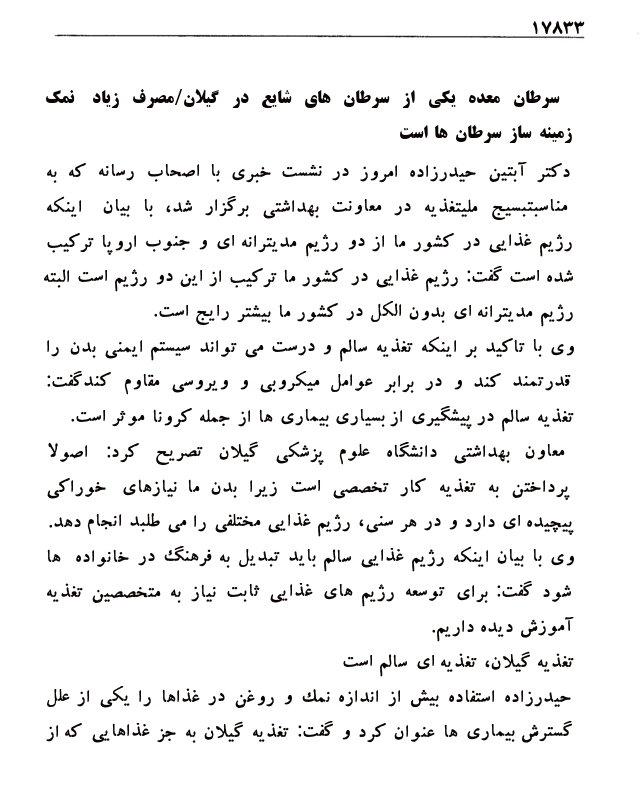 ۱۷۸۳۳
سرطان معده یکی از سرطان های شایع در گیلان/مصرف زیاد نمک
زمینه ساز سرطان ها است
دکتر آبتین حیدرزاده امروز در نشست خبری با اصحاب رسانه که به
مناسبتبسیج ملیتغذیه در معاونت بهداشتی برگزار شد، با بیان اینکه
رژیم غذایی در کشور ما از دو رژیم مدیترانه ای و جنوب اروپا ترکیب
شده است گفت: رژیم غذایی در کشور ما ترکیب از این دو رژیم است البته
رژیم مدیترانه ای بدون الکل در کشور ما بیشتر رایج است.
وی با تاکید بر اینکه تغذیه سالم و درست می تواند سیستم ایمنی بدن را
قدرتمند کند و در برابر عوامل میکروبی و ویروسی مقاوم کندگفت:
تغذیه سالم در پیشگیری از بسیاری بیماری ها از جمله کرونا موثر است.
معاون بهداشتی دانشگاه علوم پزشکی گیلان تصریح کرد: اصولا
پرداختن به تغذیه کار تخصصی است زیرا بدن ما نیازهای خوراکی
پیچیده ای دارد و در هر سنی، رژیم غذایی مختلفی را می طلبد انجام دهد.
وی با بیان اینکه رژیم غذایی سالم باید تبدیل به فرهنگ در خانواده ها
شود گفت: برای توسعه رژیم های غذایی ثابت نیاز به متخصصین تغذیه
آموزش دیده داریم.
تغذیه گیلان، تغذیه ای سالم است
حیدرزاده استفاده بیش از اندازه نمك و روغن در غذاها را یکی از علل
گسترش بیماری ها عنوان کرد و گفت: تغذیه گیلان به جز غذاهایی که از